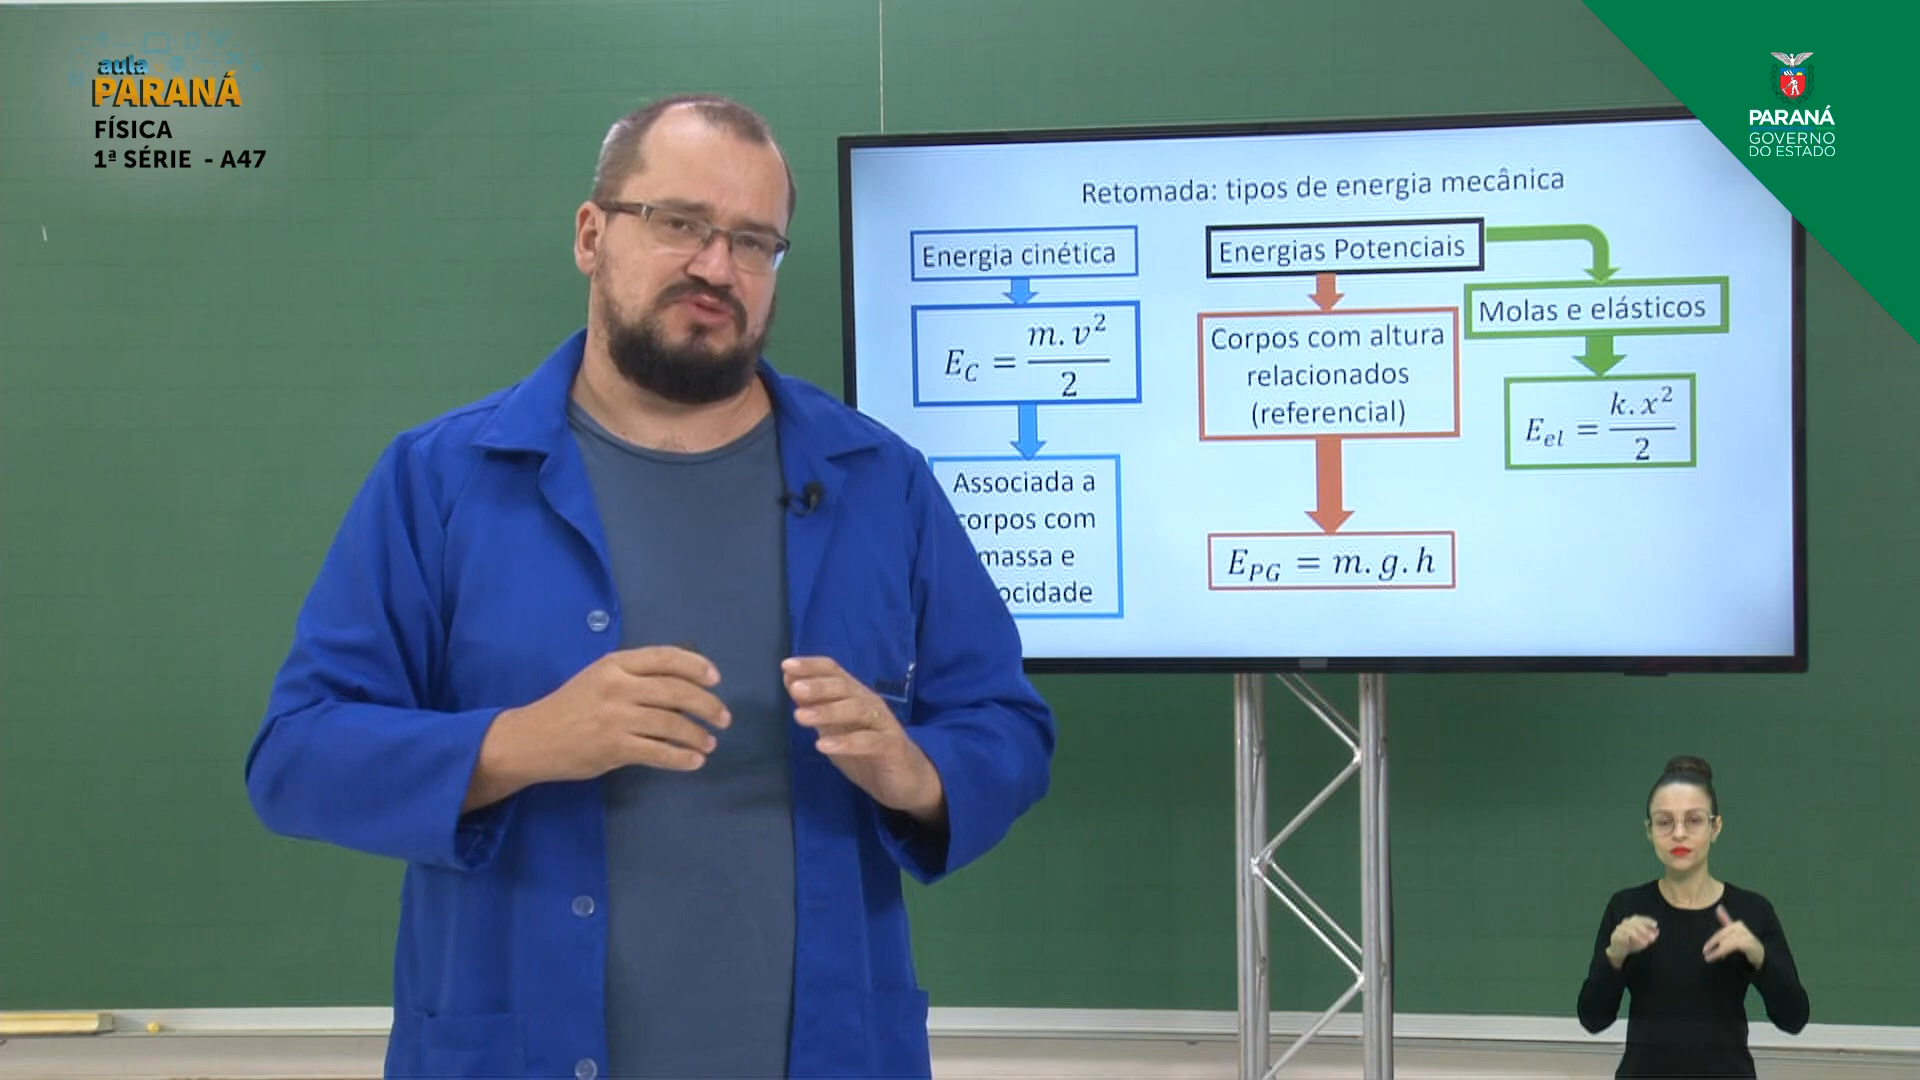 aula
PARANÁ
FÍSICA
1ª SÉRIE - A47
PARANÁ
GOVERNO
DO ESTADO
Retomada: tipos de energia mecânica
Energia cinética
E_C = m.v²/2
Associada a
corpos com
massa e
Energias Potenciais
Corpos com altura
relacionados
(referencial)
E_PG = m.g.h
Molas e elásticos
E_el = k.x²/2